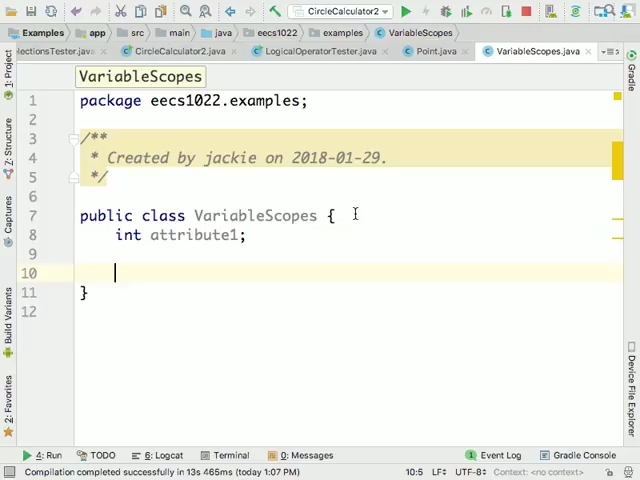 CircleCalculator2
Examples app src main java eecs1022 examples VariableScopes
ectionsTester.java CircleCalculator2.java LogicalOperatorTester.java Point.java VariableScopes.java
VariableScopes
1 package eecs1022.examples;
2
3 /**
4 * Created by jackie on 2018-01-29.
5 */
6
7 public class VariableScopes {
8 int attribute1;
9
10
11 }
12
1: Project
7: Structure
Captures
Build Variants
2: Favorites
Gradle
Device File Explorer
4: Run TODO 6: Logcat Terminal 0: Messages Event Log Gradle Console
Compilation completed successfully in 13s 465ms (today 1:07 PM) 10:5 LF UTF-8 Context: <no context>